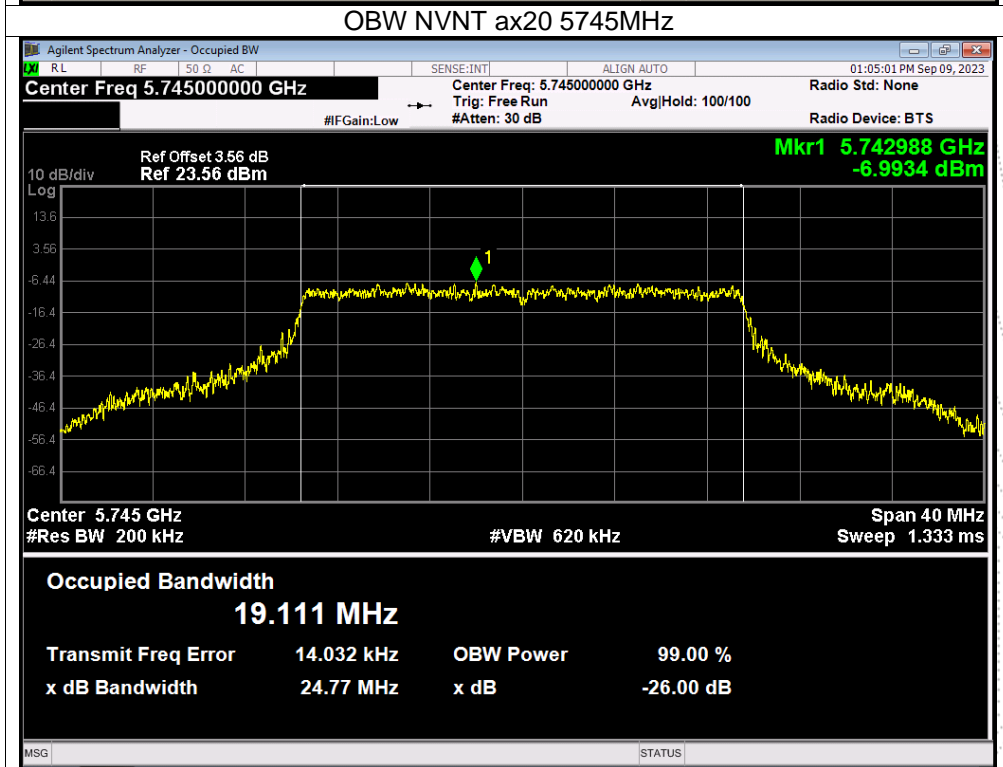 OBW NVNT ax20 5745MHz
Agilent Spectrum Analyzer - Occupied BW
LXI RL RF 50 Ω AC SENSE:INT ALIGN AUTO 01:05:01 PM Sep 09, 2023
Center Freq 5.745000000 GHz Center Freq: 5.745000000 GHz Radio Std: None
Trig: Free Run Avg|Hold: 100/100
#IFGain:Low #Atten: 30 dB Radio Device: BTS
Mkr1 5.742988 GHz
-6.9934 dBm
Ref Offset 3.56 dB
10 dB/div Ref 23.56 dBm
Log
13.6
3.56
-6.44
-16.4
-26.4
-36.4
-46.4
-56.4
-66.4
1
Center 5.745 GHz Span 40 MHz
#Res BW 200 kHz #VBW 620 kHz Sweep 1.333 ms
Occupied Bandwidth
19.111 MHz
Transmit Freq Error 14.032 kHz OBW Power 99.00 %
x dB Bandwidth 24.77 MHz x dB -26.00 dB
MSG STATUS